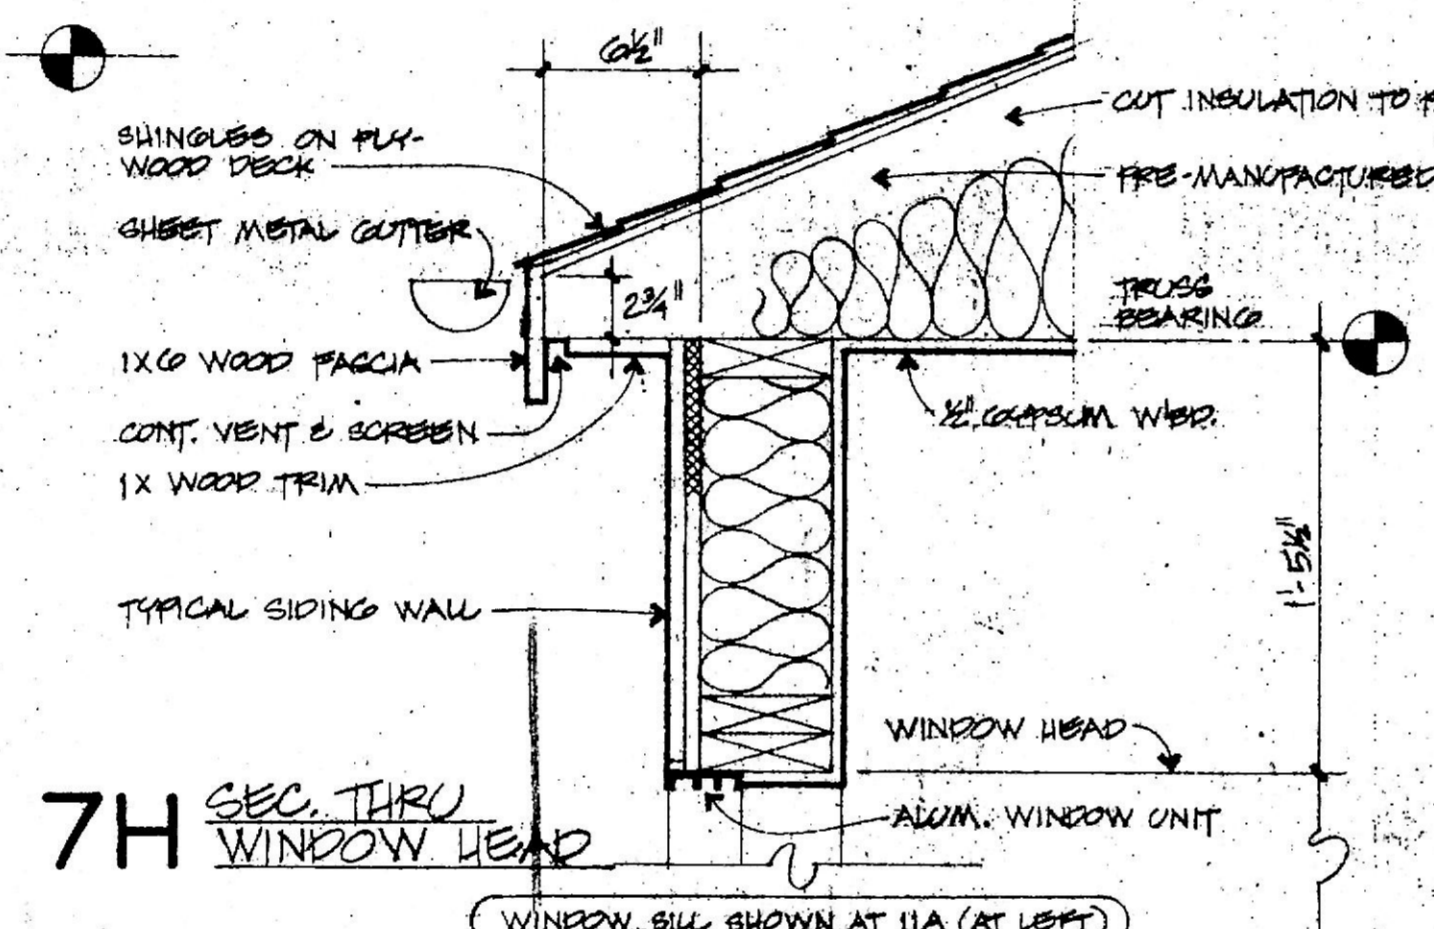 6½"
SHINGLES ON PLY-
WOOD DECK
SHEET METAL GUTTER
CUT INSULATION TO
PRE-MANUFACTURED
2¾"
TRUSS
BEARING
1X6 WOOD FASCIA
CONT. VENT & SCREEN
1X WOOD TRIM
½" GYPSUM W'BD.
1'-5½"
TYPICAL SIDING WALL
WINDOW HEAD
ALUM. WINDOW UNIT
7H SEC. THRU
WINDOW HEAD
WINDOW SILL SHOWN AT 11A (AT LEFT)